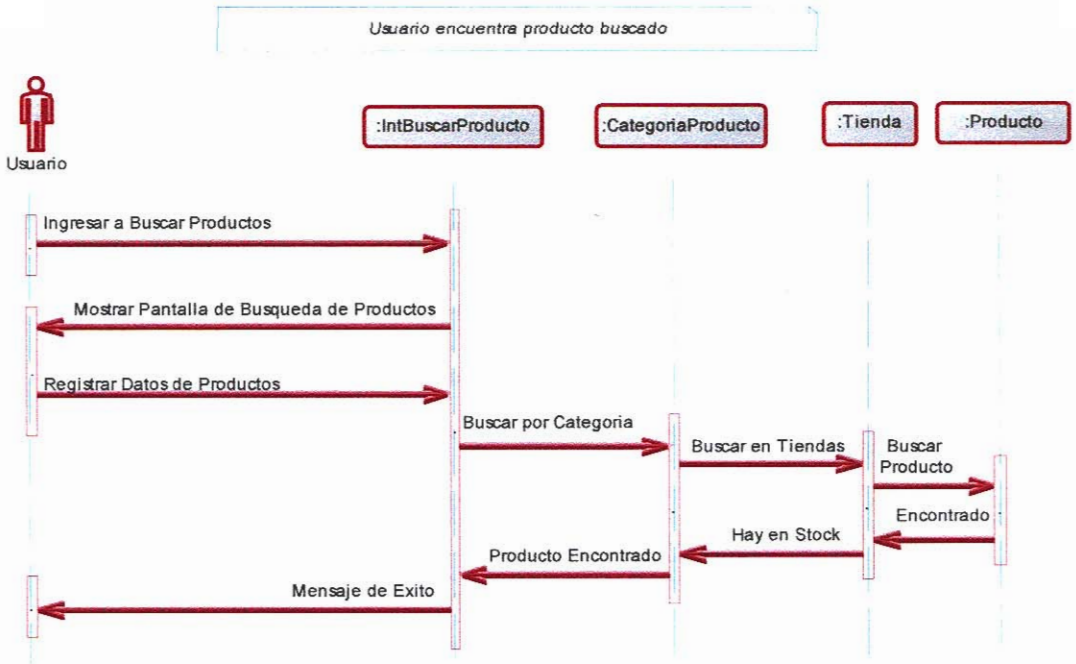 Usuario encuentra producto buscado
:IntBuscarProducto
:CategoriaProducto
:Tienda
:Producto
Usuario
Ingresar a Buscar Productos
Mostrar Pantalla de Busqueda de Productos
Registrar Datos de Productos
Buscar por Categoria
Buscar en Tiendas
Buscar
Producto
Encontrado
Hay en Stock
Producto Encontrado
Mensaje de Exito